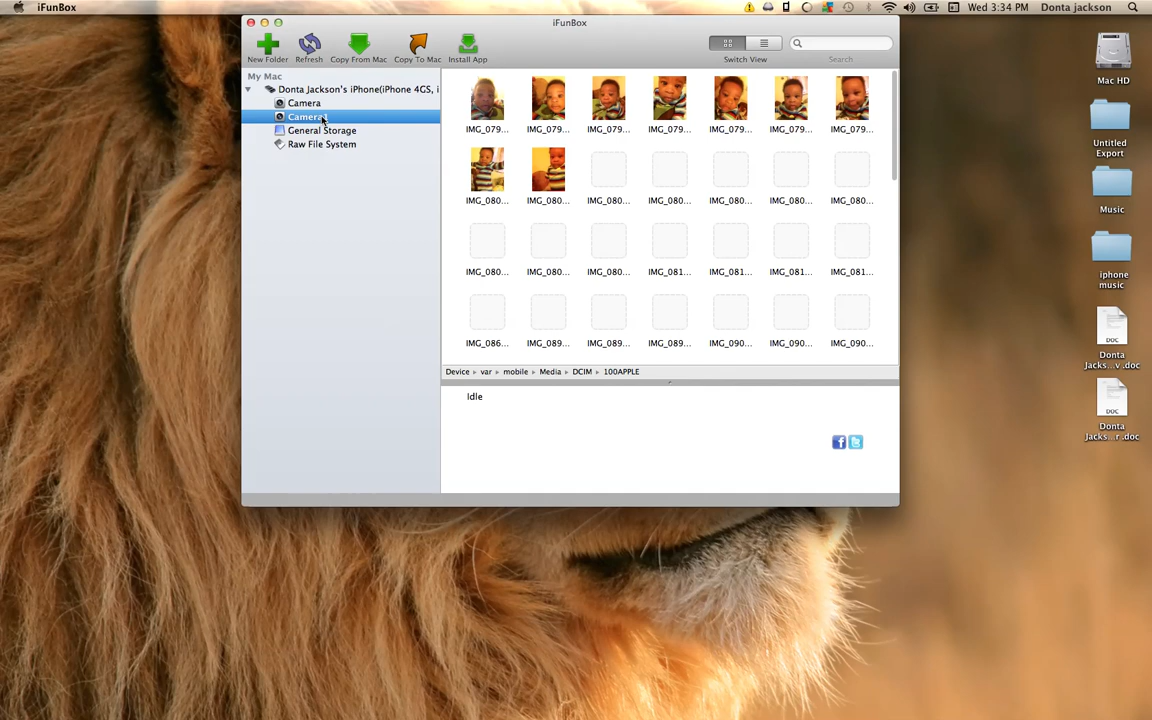 iFunBox
Wed 3:34 PM Donta jackson
iFunBox
New Folder Refresh Copy From Mac Copy To Mac Install App Switch View Search
My Mac
Donta Jackson's iPhone(iPhone 4GS, i
Camera
Camera
General Storage
Raw File System
IMG_079... IMG_079... IMG_079... IMG_079... IMG_079... IMG_079... IMG_079...
IMG_080... IMG_080... IMG_080... IMG_080... IMG_080... IMG_080... IMG_080...
IMG_080... IMG_080... IMG_080... IMG_081... IMG_081... IMG_081... IMG_081...
IMG_086... IMG_089... IMG_089... IMG_089... IMG_090... IMG_090... IMG_090...
Device var mobile Media DCIM 100APPLE
Idle
Mac HD
Untitled
Export
Music
iphone
music
DOC
Donta
Jacks...v .doc
DOC
Donta
Jacks...r .doc